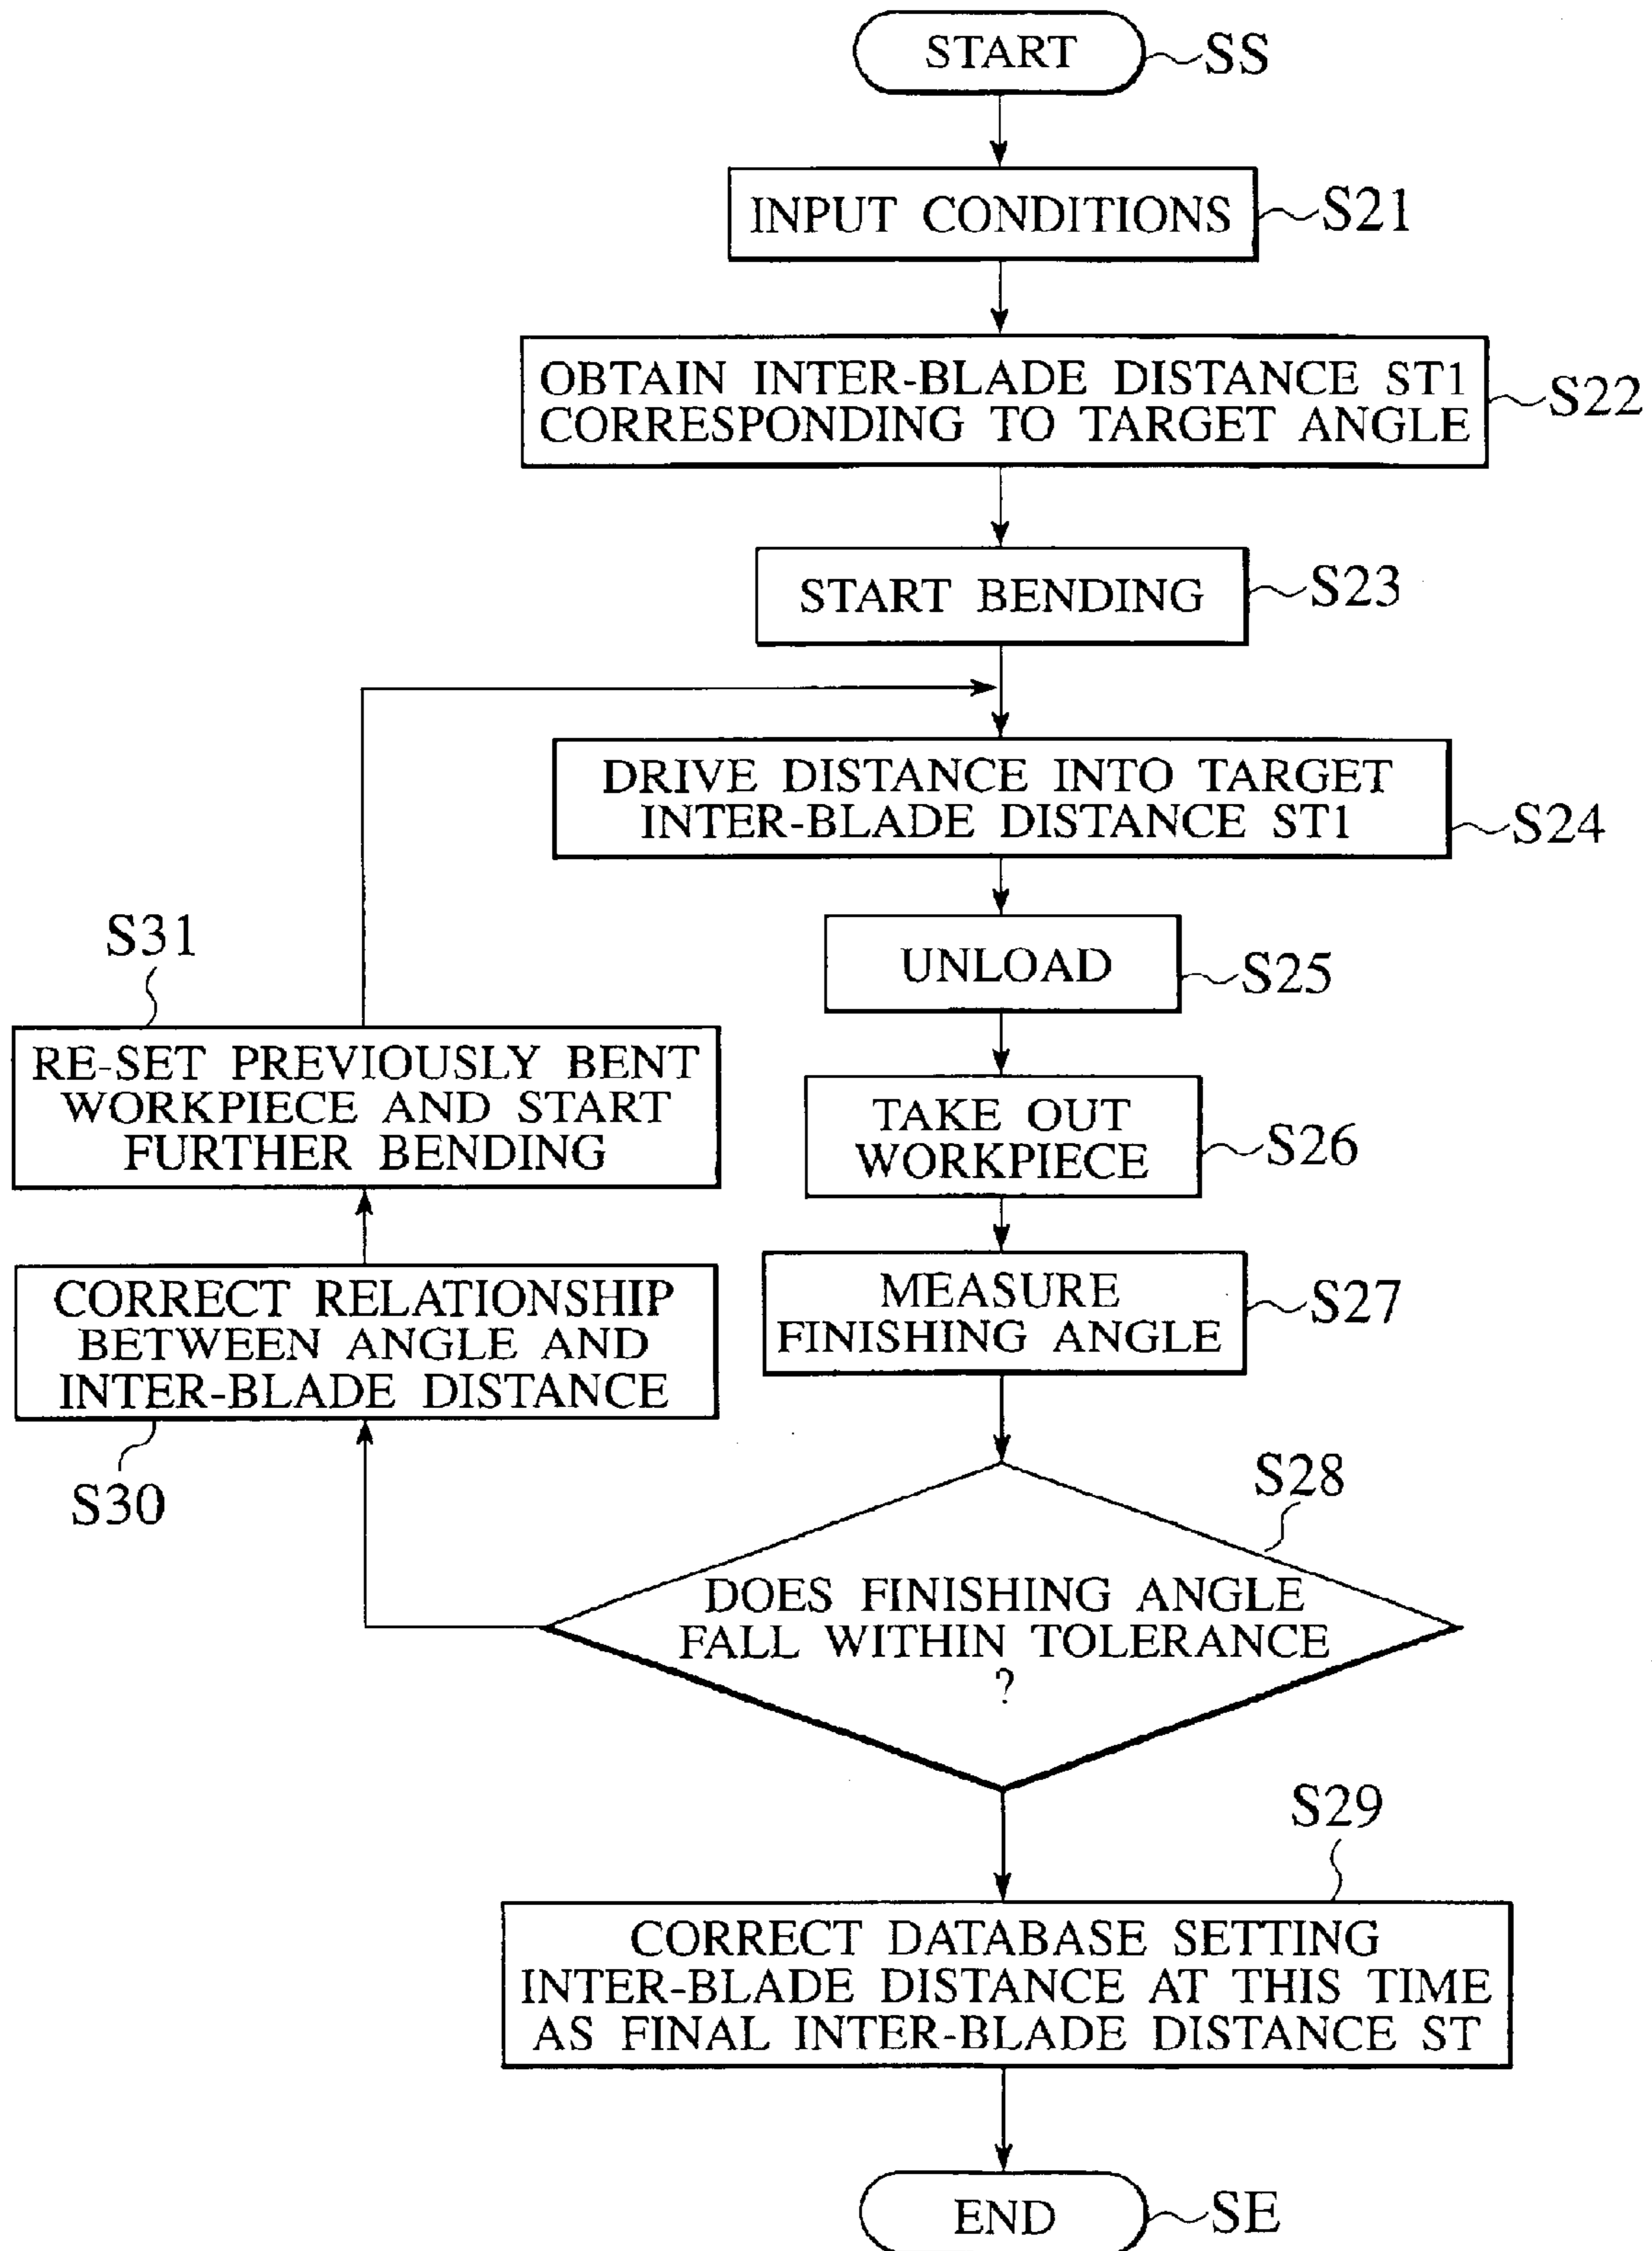 START
SS
INPUT CONDITIONS
S21
OBTAIN INTER-BLADE DISTANCE ST1
CORRESPONDING TO TARGET ANGLE
S22
START BENDING
S23
DRIVE DISTANCE INTO TARGET
INTER-BLADE DISTANCE ST1
S24
UNLOAD
S25
S31
RE-SET PREVIOUSLY BENT
WORKPIECE AND START
FURTHER BENDING
TAKE OUT
WORKPIECE
S26
CORRECT RELATIONSHIP
BETWEEN ANGLE AND
INTER-BLADE DISTANCE
S30
MEASURE
FINISHING ANGLE
S27
S28
DOES FINISHING ANGLE
FALL WITHIN TOLERANCE
?
S29
CORRECT DATABASE SETTING
INTER-BLADE DISTANCE AT THIS TIME
AS FINAL INTER-BLADE DISTANCE ST
END
SE